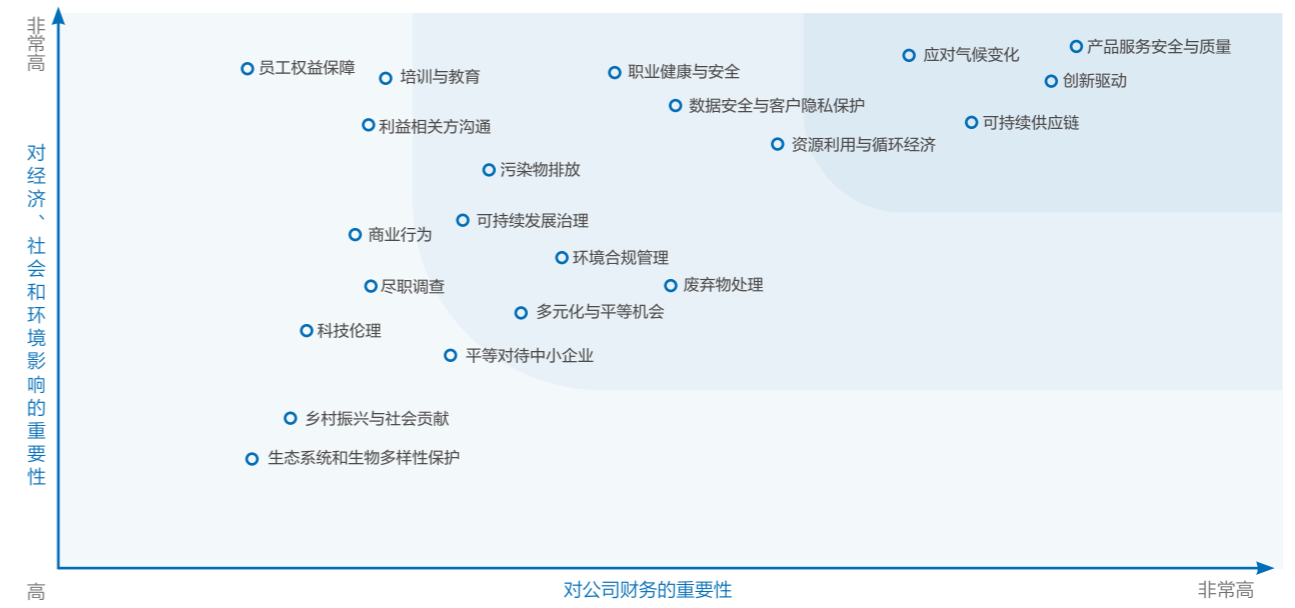 非常高
对经济、社会和环境影响的重要性
产品服务安全与质量
应对气候变化
员工权益保障
职业健康与安全
培训与教育
创新驱动
数据安全与客户隐私保护
可持续供应链
利益相关方沟通
资源利用与循环经济
污染物排放
可持续发展治理
商业行为
环境合规管理
废弃物处理
尽职调查
多元化与平等机会
科技伦理
平等对待中小企业
乡村振兴与社会贡献
生态系统和生物多样性保护
高
对公司财务的重要性
非常高